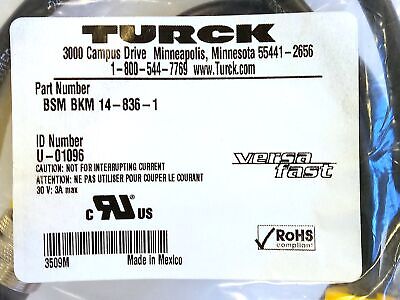 TURCK
3000 Campus Drive Minneapolis, Minnesota 55441-2656
1-800-544-7769 www.Turck.com
Part Number
BSM BKM 14-836-1
ID Number
U-01096
CAUTION: NOT FOR INTERRUPTING CURRENT
ATTENTION: NE PAS UTILISER POUR COUPER LE COURANT
30 V: 3A max
versa
fast
C RU US
RoHS
compliant
3509M
Made in Mexico